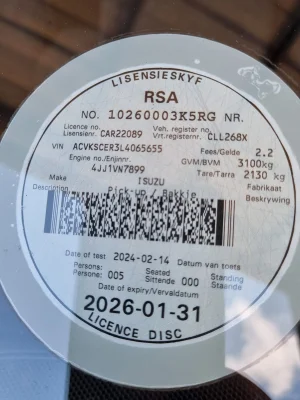 LISENSIESKYF
RSA
NO. 10260003K5RG NR.
Licence no. Veh. register no.
Lisensienr. CAR22089 Vrt.registernr. CLL268X
VIN ACVKSCER3L4065655 Fees/Gelde 2.2
Engine no./Enjinnr. GVM/BVM 3100kg
4JJ1VN7899 Tare/Tarra 2130 kg
Make ISUZU Fabrikaat
Description Pick-up / Bakkie Beskrywing
Date of test 2024-02-14 Datum van toets
Persons: Seated Standing
Persone: 005 Sittende 000 Staande
Date of expiry/Vervaldatum
2026-01-31
LICENCE DISC